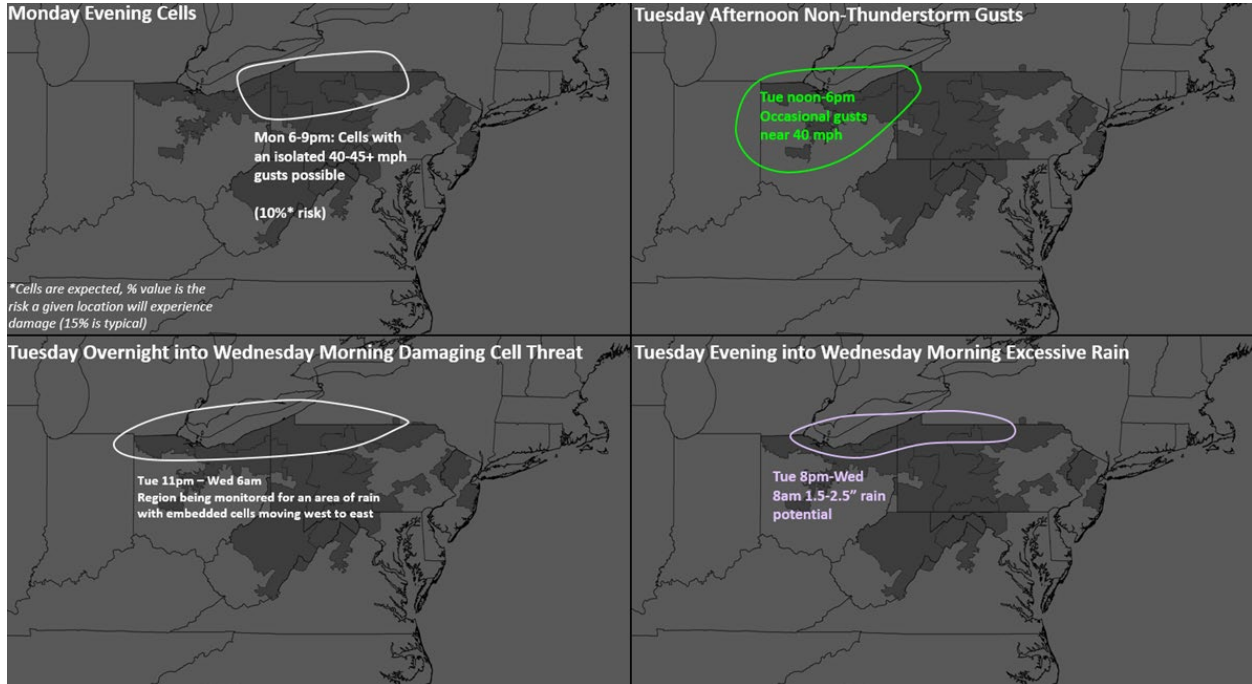 Monday Evening Cells
Mon 6-9pm: Cells with
an isolated 40-45+ mph
gusts possible
(10%* risk)
*Cells are expected, % value is the
risk a given location will experience
damage (15% is typical)
Tuesday Afternoon Non-Thunderstorm Gusts
Tue noon-6pm
Occasional gusts
near 40 mph
Tuesday Overnight into Wednesday Morning Damaging Cell Threat
Tue 11pm – Wed 6am
Region being monitored for an area of rain
with embedded cells moving west to east
Tuesday Evening into Wednesday Morning Excessive Rain
Tue 8pm-Wed
8am 1.5-2.5” rain
potential